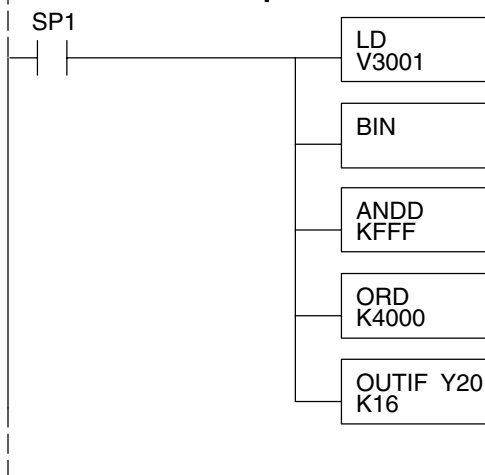 SP1
LD
V3001
BIN
ANDD
KFFF
ORD
K4000
OUTIF Y20
K16